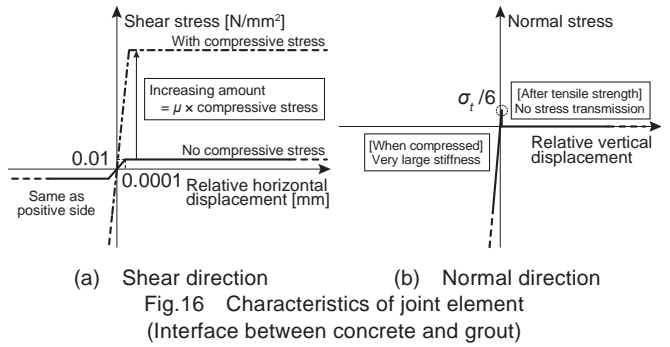 Shear stress [N/mm²]
With compressive stress
Increasing amount
= μ × compressive stress
0.01
No compressive stress
0.0001
Relative horizontal
displacement [mm]
Same as
positive side
(a) Shear direction
Normal stress
σt /6
[After tensile strength]
No stress transmission
[When compressed]
Very large stiffness
Relative vertical
displacement
(b) Normal direction
Fig.16 Characteristics of joint element
(Interface between concrete and grout)